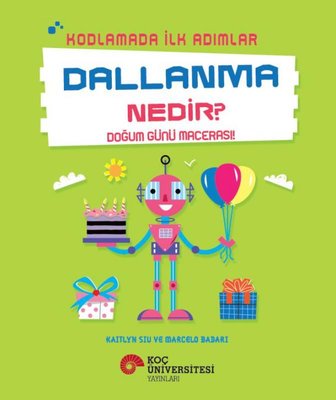 KODLAMADA İLK ADIMLAR
DALLANMA
NEDİR?
DOĞUM GÜNÜ MACERASI!
KAITLYN SIU VE MARCELO BADARI
KOÇ
ÜNİVERSİTESİ
YAYINLARI